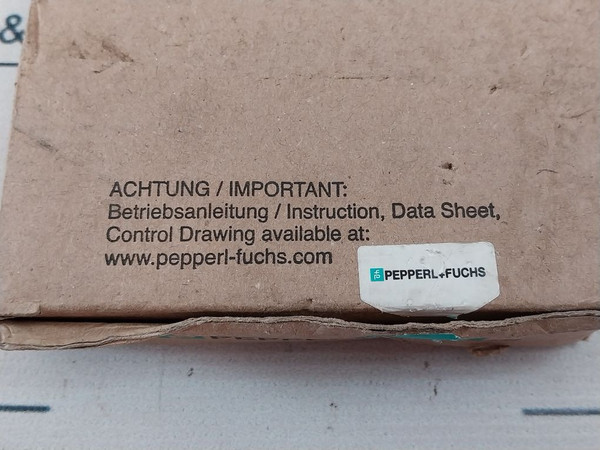 &
ACHTUNG / IMPORTANT:
Betriebsanleitung / Instruction, Data Sheet,
Control Drawing available at:
www.pepperl-fuchs.com
PEPPERL+FUCHS